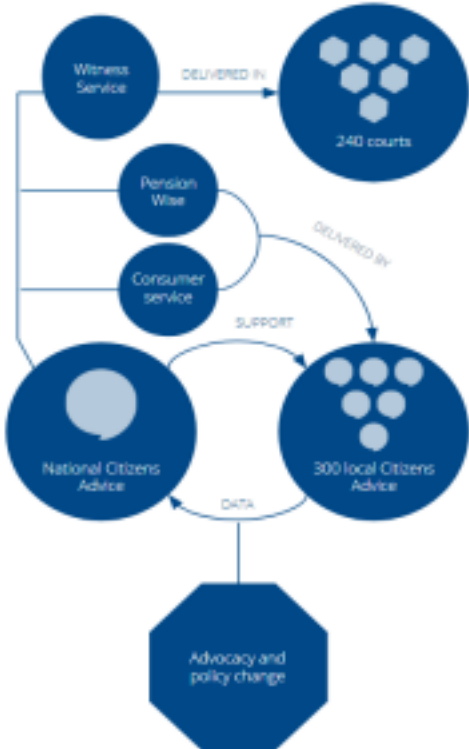 Witness
Service
DELIVERED IN
240 courts
Pension
Wise
DELIVERED BY
Consumer
service
SUPPORT
National Citizens
Advice
300 local Citizens
Advice
DATA
Advocacy and
policy change